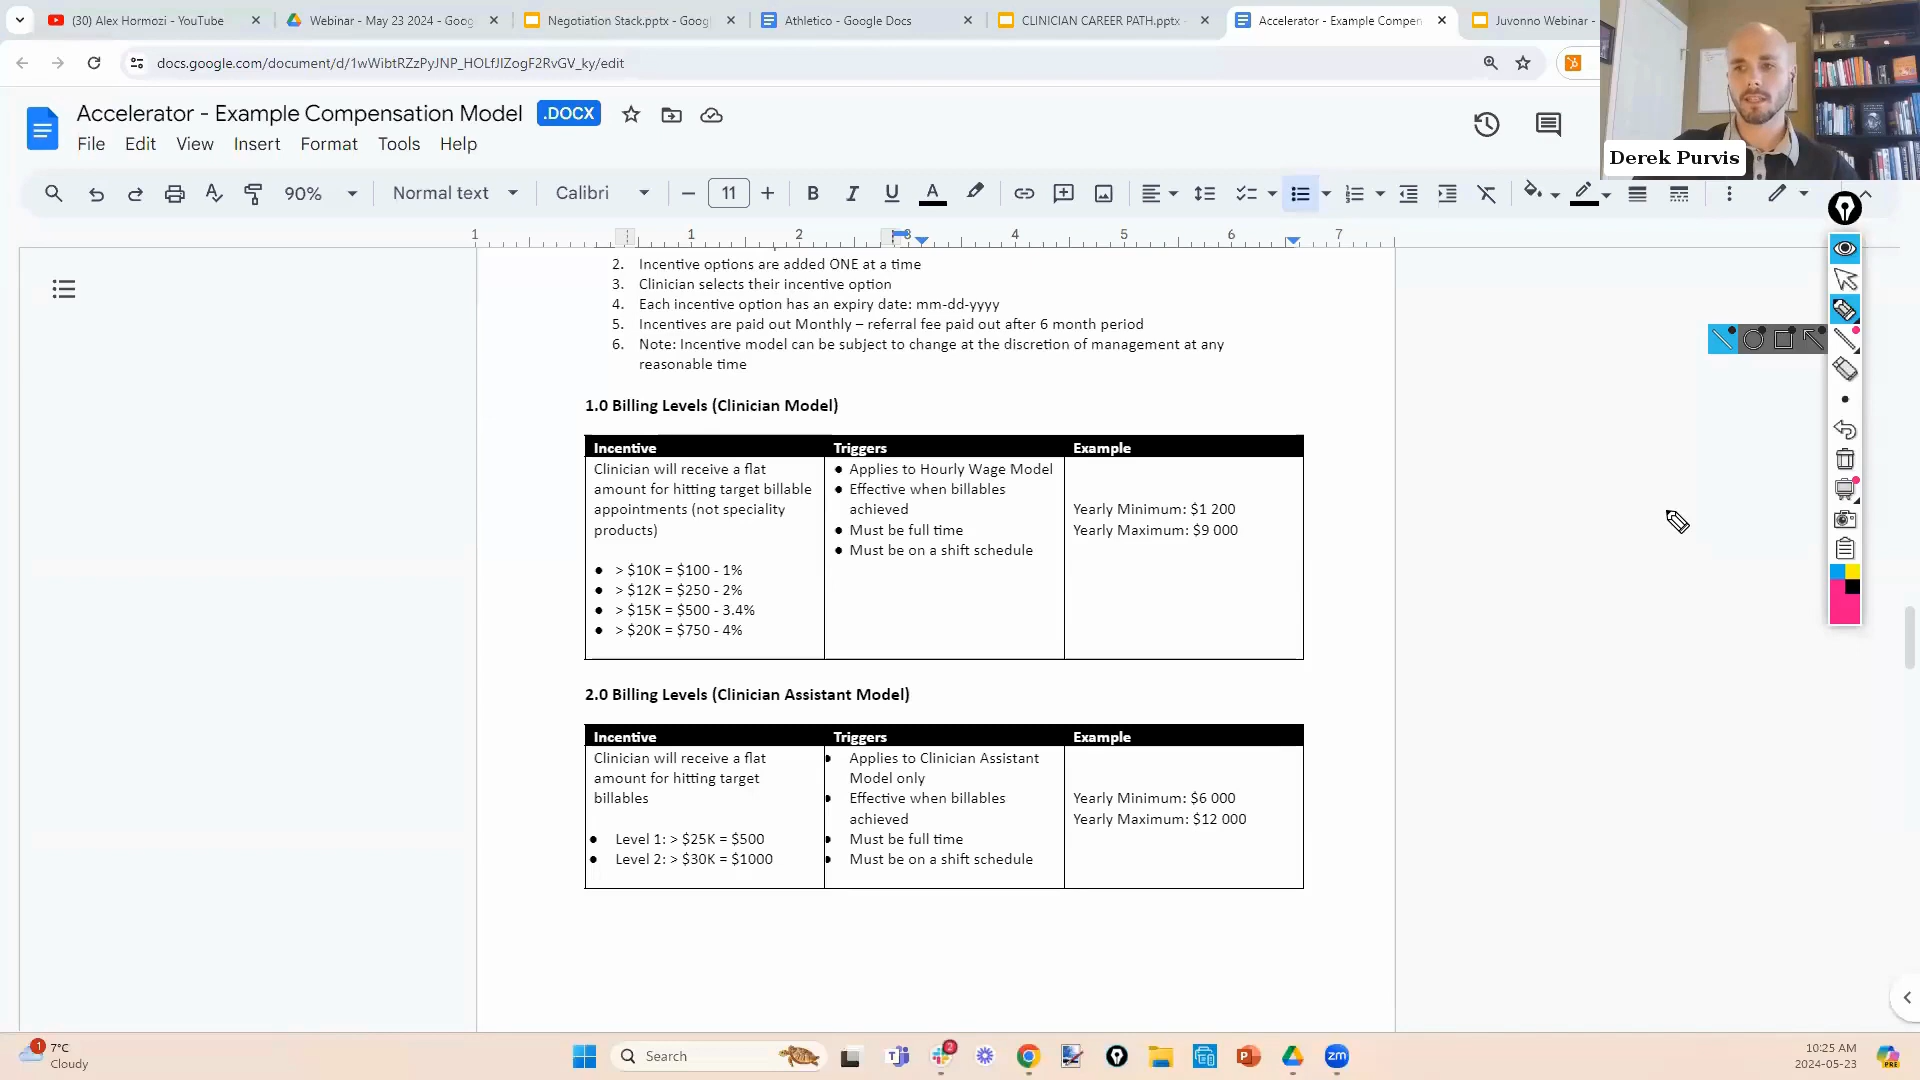 (30) Alex Hormozi - YouTube
Webinar - May 23 2024 - Goog
Negotiation Stack.pptx - Googl
Athletico - Google Docs
CLINICIAN CAREER PATH.pptx -
Accelerator - Example Compen
Juvonno Webinar -
docs.google.com/document/d/1wWibtRZzPyJNP_HOLfJIZogF2RvGV_ky/edit
Accelerator - Example Compensation Model
.DOCX
File Edit View Insert Format Tools Help
Derek Purvis
90% Normal text Calibri 11
1 1 2 3 4 5 6 7
2. Incentive options are added ONE at a time
3. Clinician selects their incentive option
4. Each incentive option has an expiry date: mm-dd-yyyy
5. Incentives are paid out Monthly – referral fee paid out after 6 month period
6. Note: Incentive model can be subject to change at the discretion of management at any
reasonable time
1.0 Billing Levels (Clinician Model)
Incentive Triggers Example
Clinician will receive a flat
amount for hitting target billable
appointments (not speciality
products)
● > $10K = $100 - 1%
● > $12K = $250 - 2%
● > $15K = $500 - 3.4%
● > $20K = $750 - 4%
● Applies to Hourly Wage Model
● Effective when billables
achieved
● Must be full time
● Must be on a shift schedule
Yearly Minimum: $1 200
Yearly Maximum: $9 000
2.0 Billing Levels (Clinician Assistant Model)
Incentive Triggers Example
Clinician will receive a flat
amount for hitting target
billables
● Level 1: > $25K = $500
● Level 2: > $30K = $1000
● Applies to Clinician Assistant
Model only
● Effective when billables
achieved
● Must be full time
● Must be on a shift schedule
Yearly Minimum: $6 000
Yearly Maximum: $12 000
1
7°C
Cloudy
Search
2
zm
10:25 AM
2024-05-23
PRE